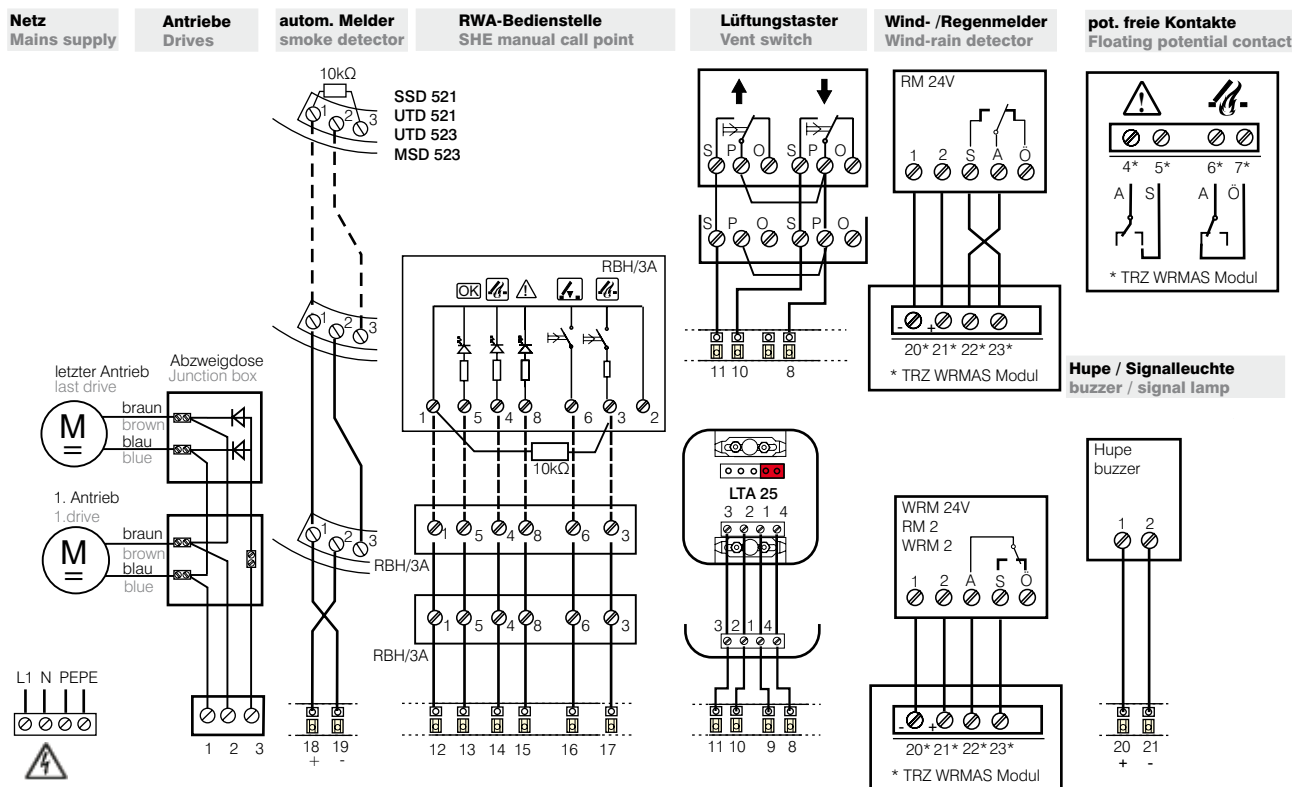 Netz
Mains supply
Antriebe
Drives
autom. Melder
smoke detector
RWA-Bedienstelle
SHE manual call point
Lüftungstaster
Vent switch
Wind- /Regenmelder
Wind-rain detector
pot. freie Kontakte
Floating potential contact
letzter Antrieb
last drive
Abzweigdose
Junction box
M
braun
brown
blau
blue
1. Antrieb
1.drive
M
braun
brown
blau
blue
L1 N PEPE
1 2 3
10kΩ
1 2 3
SSD 521
UTD 521
UTD 523
MSD 523
1 2 3
1 2 3
18 19
+ -
RBH/3A
OK
1 5 4 8 6 3 2
10kΩ
1 5 4 8 6 3
RBH/3A
1 5 4 8 6 3
RBH/3A
12 13 14 15 16 17
S P O S P O
S P O S P O
11 10 8
LTA 25
3 2 1 4
3 2 1 4
11 10 9 8
RM 24V
1 2 S A Ö
- +
20* 21* 22* 23*
* TRZ WRMAS Modul
WRM 24V
RM 2
WRM 2
1 2 A S Ö
- +
20* 21* 22* 23*
* TRZ WRMAS Modul
4* 5* 6* 7*
A S A Ö
* TRZ WRMAS Modul
Hupe / Signalleuchte
buzzer / signal lamp
Hupe
buzzer
1 2
20 21
+ -